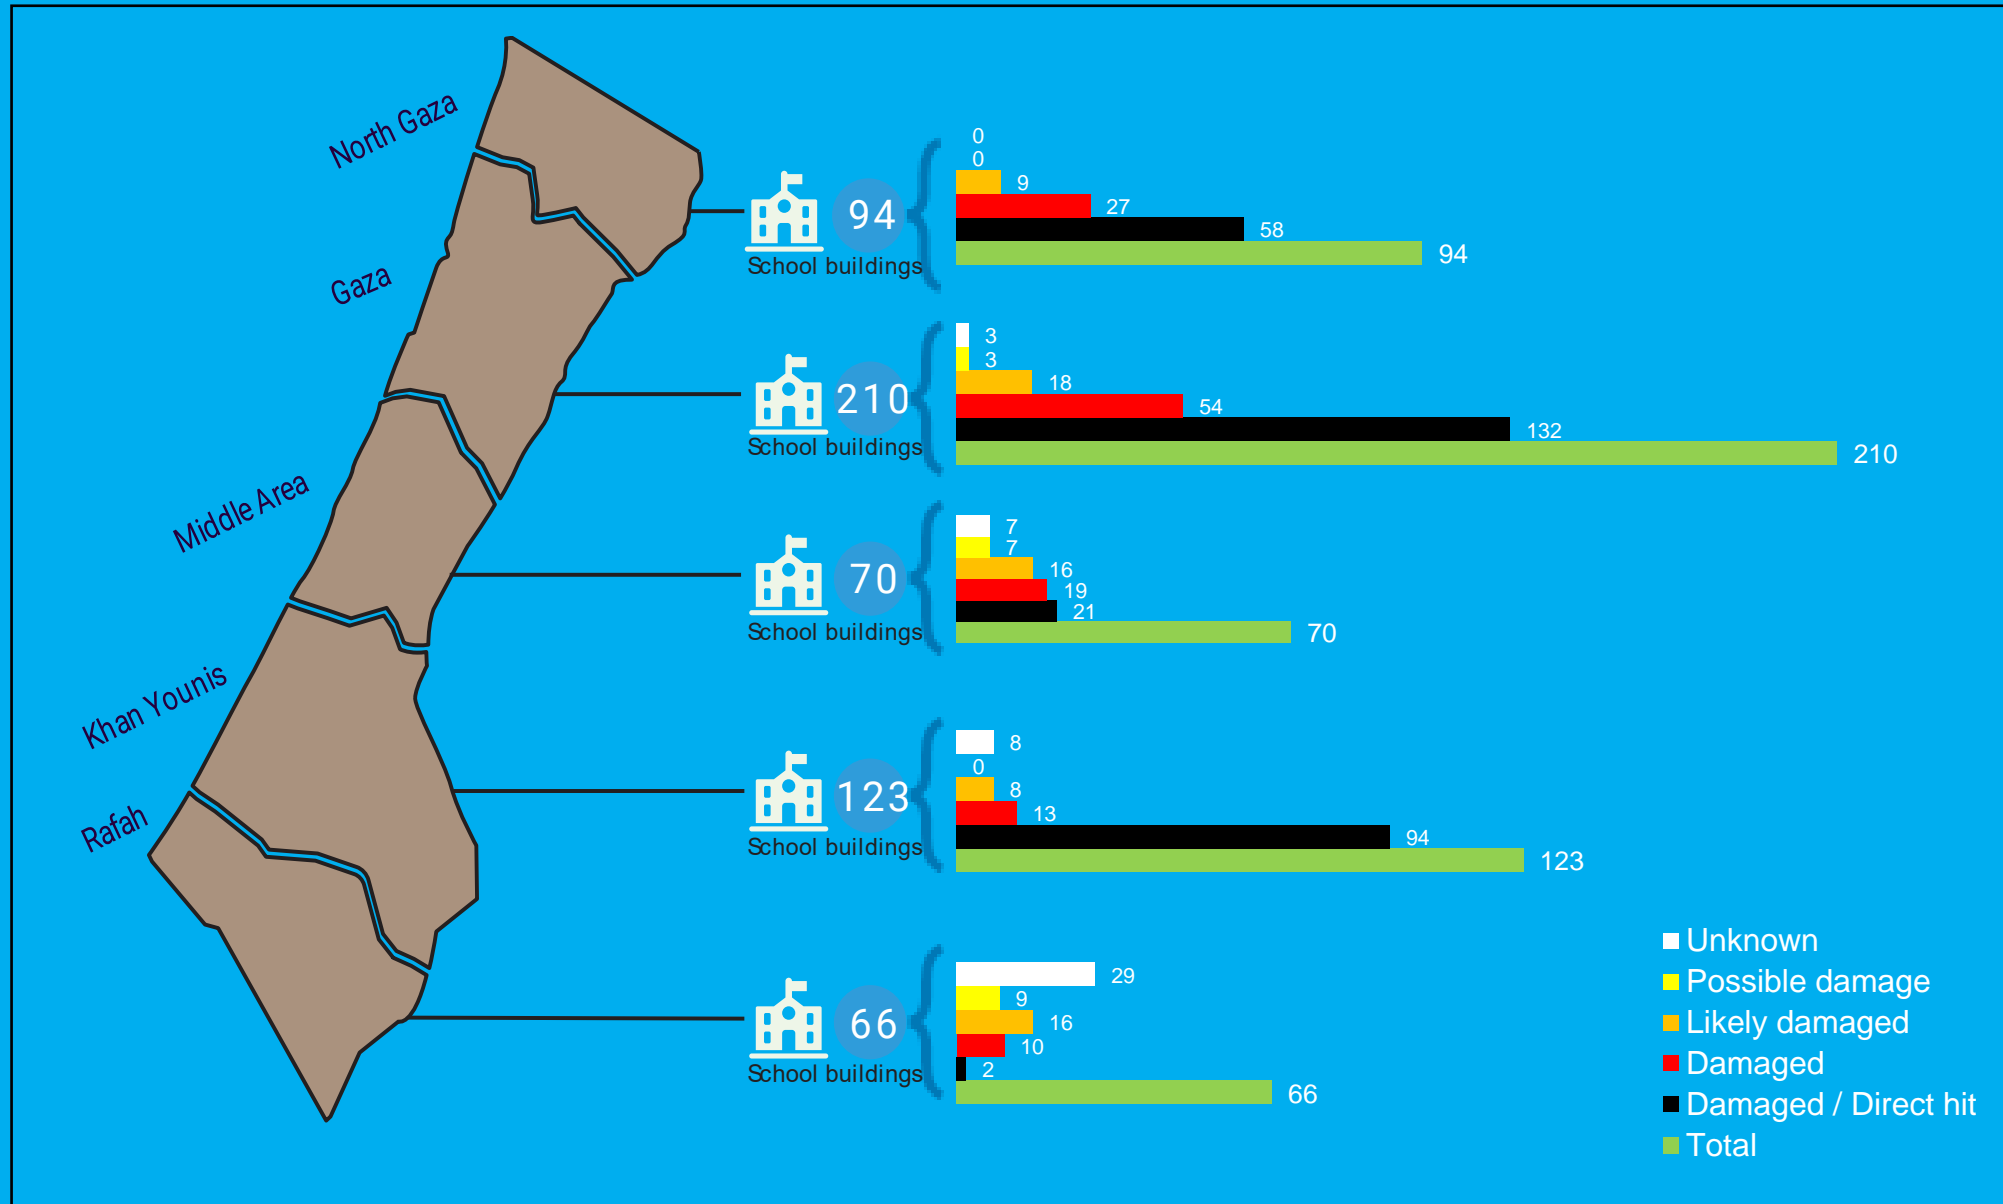 North Gaza
Gaza
Middle Area
Khan Younis
Rafah
94
School buildings
0
0
9
27
58
94
210
School buildings
3
3
18
54
132
210
70
School buildings
7
7
16
19
21
70
123
School buildings
8
0
8
13
94
123
66
School buildings
29
9
16
10
2
66
Unknown
Possible damage
Likely damaged
Damaged
Damaged / Direct hit
Total